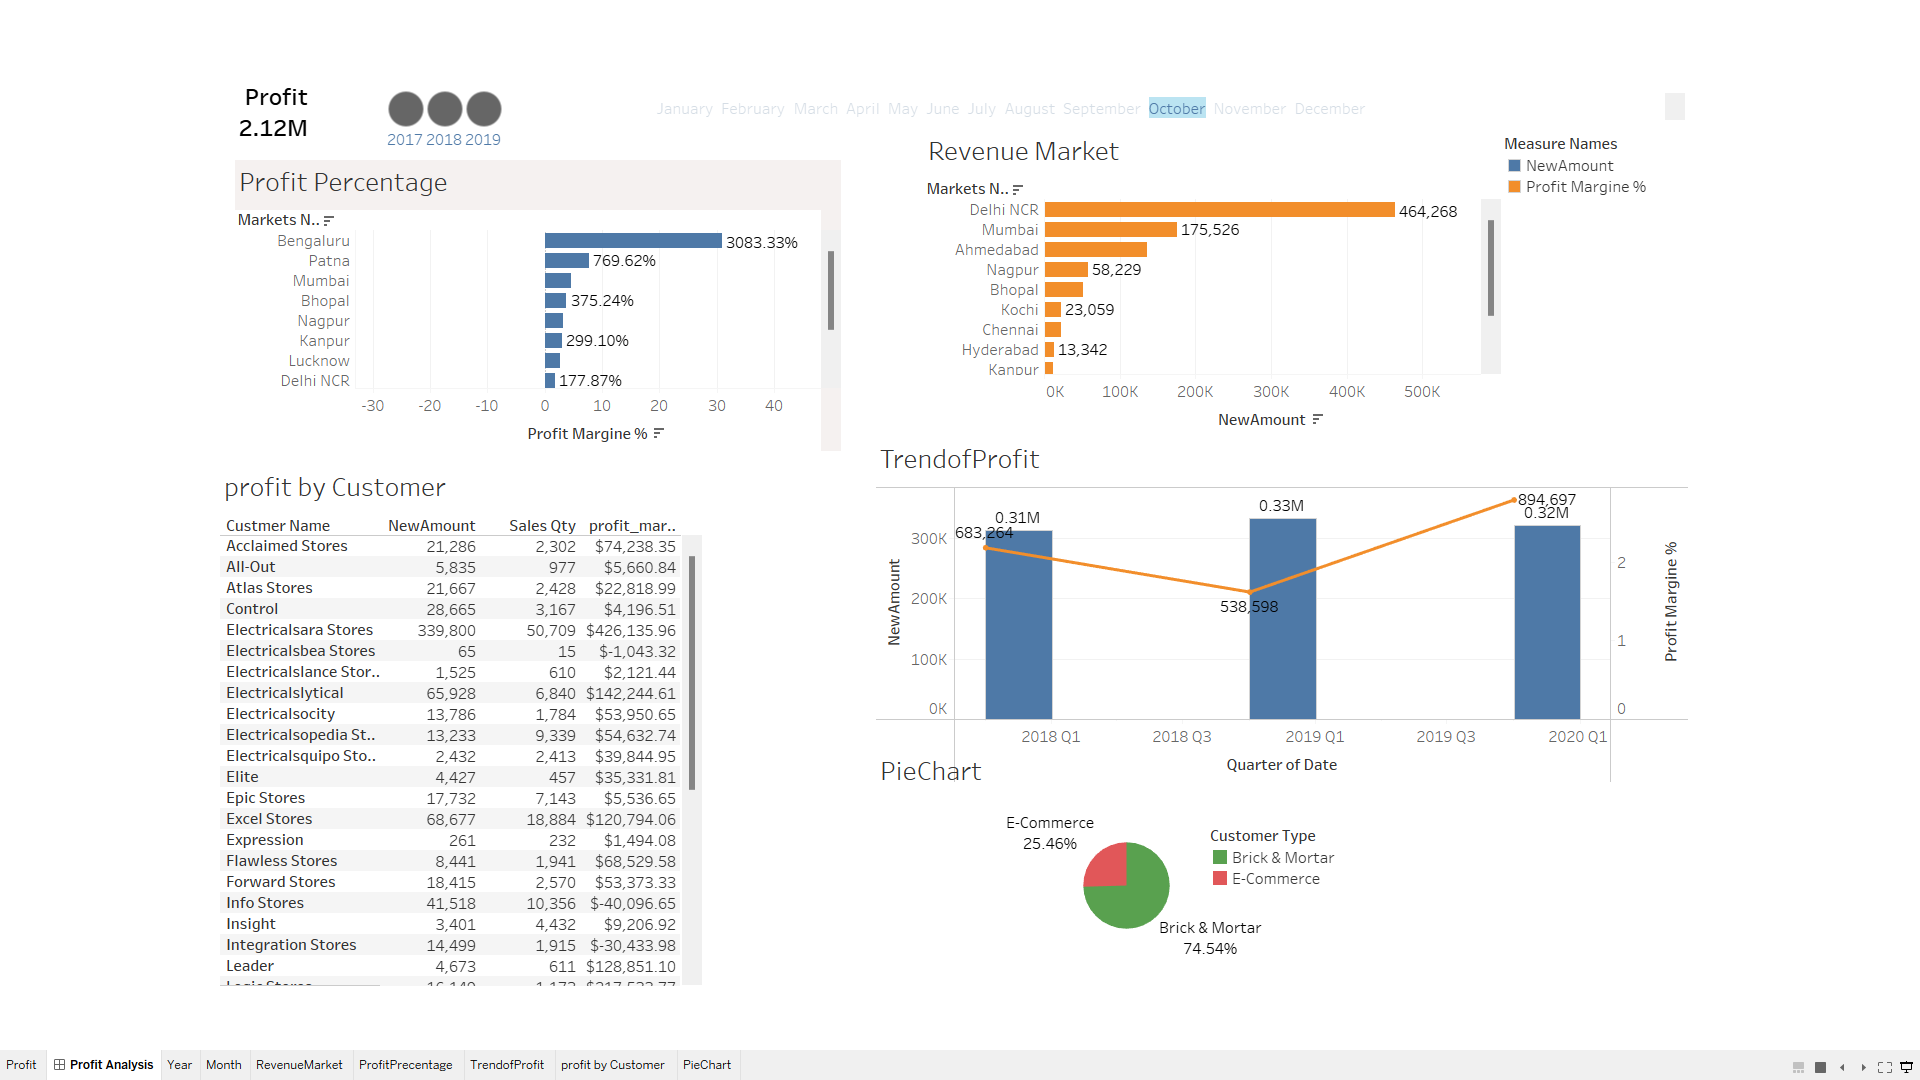 Profit
2.12M
2017 2018 2019
January February March April May June July August September October November December
Profit Percentage
Markets N..
Bengaluru 3083.33%
Patna 769.62%
Mumbai
Bhopal 375.24%
Nagpur
Kanpur 299.10%
Lucknow
Delhi NCR 177.87%
-30 -20 -10 0 10 20 30 40
Profit Margine %
Revenue Market
Markets N..
Delhi NCR 464,268
Mumbai 175,526
Ahmedabad
Nagpur 58,229
Bhopal
Kochi 23,059
Chennai
Hyderabad 13,342
Kanpur
0K 100K 200K 300K 400K 500K
NewAmount
Measure Names
NewAmount
Profit Margine %
profit by Customer
Custmer Name NewAmount Sales Qty profit_mar..
Acclaimed Stores 21,286 2,302 $74,238.35
All-Out 5,835 977 $5,660.84
Atlas Stores 21,667 2,428 $22,818.99
Control 28,665 3,167 $4,196.51
Electricalsara Stores 339,800 50,709 $426,135.96
Electricalsbea Stores 65 15 $-1,043.32
Electricalslance Stor.. 1,525 610 $2,121.44
Electricalslytical 65,928 6,840 $142,244.61
Electricalsocity 13,786 1,784 $53,950.65
Electricalsopedia St.. 13,233 9,339 $54,632.74
Electricalsquipo Sto.. 2,432 2,413 $39,844.95
Elite 4,427 457 $35,331.81
Epic Stores 17,732 7,143 $5,536.65
Excel Stores 68,677 18,884 $120,794.06
Expression 261 232 $1,494.08
Flawless Stores 8,441 1,941 $68,529.58
Forward Stores 18,415 2,570 $53,373.33
Info Stores 41,518 10,356 $-40,096.65
Insight 3,401 4,432 $9,206.92
Integration Stores 14,499 1,915 $-30,433.98
Leader 4,673 611 $128,851.10
TrendofProfit
0.31M 0.33M 0.32M
683,264 538,598 894,697
300K
200K
100K
0K
NewAmount
2
1
0
Profit Margine %
2018 Q1 2018 Q3 2019 Q1 2019 Q3 2020 Q1
Quarter of Date
PieChart
E-Commerce
25.46%
Brick & Mortar
74.54%
Customer Type
Brick & Mortar
E-Commerce
Profit Profit Analysis Year Month RevenueMarket ProfitPrecentage TrendofProfit profit by Customer PieChart